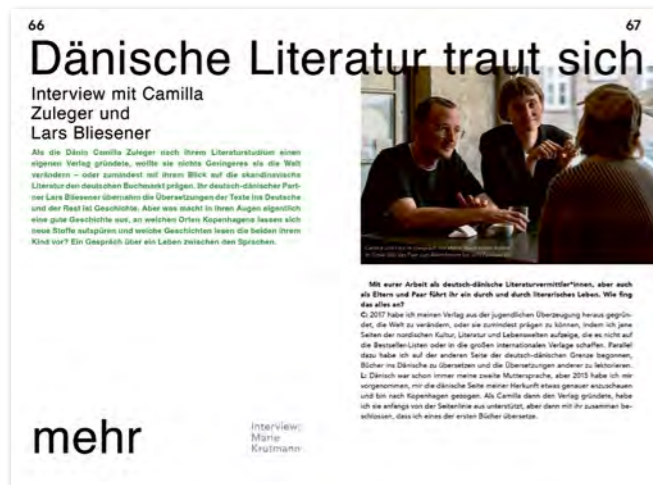 66
67
Dänische Literatur traut sich
Interview mit Camilla
Zuleger und
Lars Bliesener
Als die Dänin Camilla Zuleger nach ihrem Literaturstudium einen
eigenen Verlag gründete, wollte sie nichts Geringeres als die Welt
verändern – oder zumindest mit ihrem Blick auf die skandinavische
Literatur den deutschen Buchmarkt prägen. Ihr deutsch-dänischer Part-
ner Lars Bliesener übernahm die Übersetzungen der Texte ins Deutsche
und der Rest ist Geschichte. Aber was macht in ihren Augen eigentlich
eine gute Geschichte aus, an welchen Orten Kopenhagens lassen sich
neue Stoffe aufspüren und welche Geschichten lesen die beiden ihrem
Kind vor? Ein Gespräch über ein Leben zwischen den Sprachen.
mehr
Interview:
Marie
Krutmann
Camilla und Lars im Gespräch mit
Mit eurer Arbeit als deutsch-dänische Literaturvermittler*innen, aber auch
als Eltern und Paar führt ihr ein durch und durch literarisches Leben. Wie fing
das alles an?
C: 2017 habe ich meinen Verlag aus der jugendlichen Überzeugung heraus gegrün-
det, die Welt zu verändern, oder sie zumindest prägen zu können, indem ich jene
Seiten der nordischen Kultur, Literatur und Lebenswelten aufzeige, die es nicht auf
die Bestseller-Listen oder in die großen internationalen Verlage schaffen. Parallel
dazu habe ich auf der anderen Seite der deutsch-dänischen Grenze begonnen,
Bücher ins Dänische zu übersetzen und die Übersetzungen anderer zu lektorieren.
L: Dänisch war schon immer meine zweite Muttersprache, aber 2015 habe ich mir
vorgenommen, mir die dänische Seite meiner Herkunft etwas genauer anzuschauen
und bin nach Kopenhagen gezogen. Als Camilla dann den Verlag gründete, habe
ich sie anfangs von der Seitenlinie aus unterstützt, aber dann mit ihr zusammen be-
schlossen, dass ich eines der ersten Bücher übersetze.